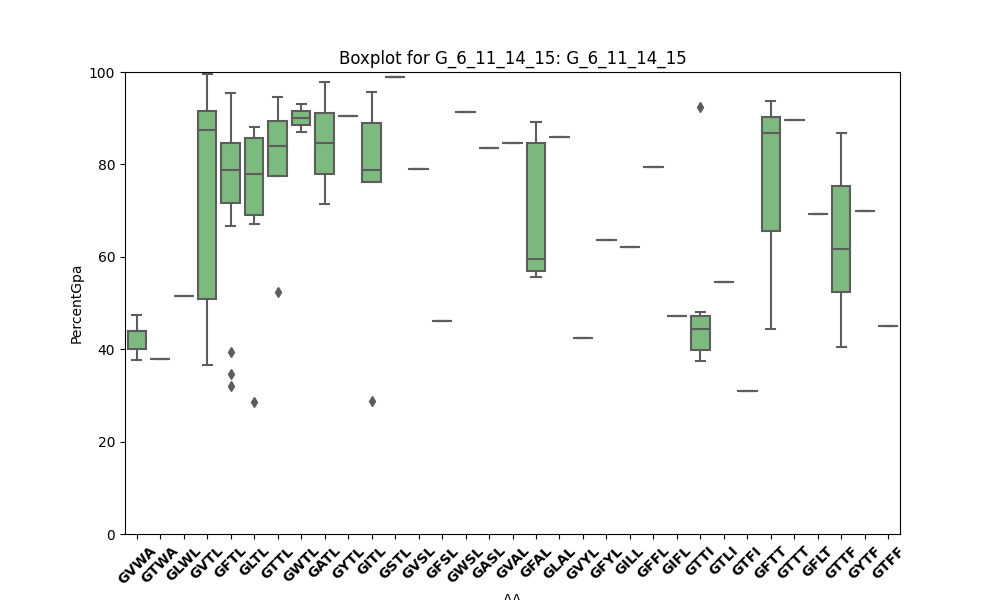 Boxplot for G_6_11_14_15: G_6_11_14_15
PercentGpa
100
80
60
40
20
0
GVWA GTWA GLWL GVTL GFTL GLTL GTTL GWTL GATL GYTL GITL GSTL GVSL GFSL GWSL GASL GVAL GFAL GLAL GVYL GFYL GILL GFFL GIFL GTTI GTLI GTFI GFTT GTTT GFLT GTTF GYTF GTFF
AA